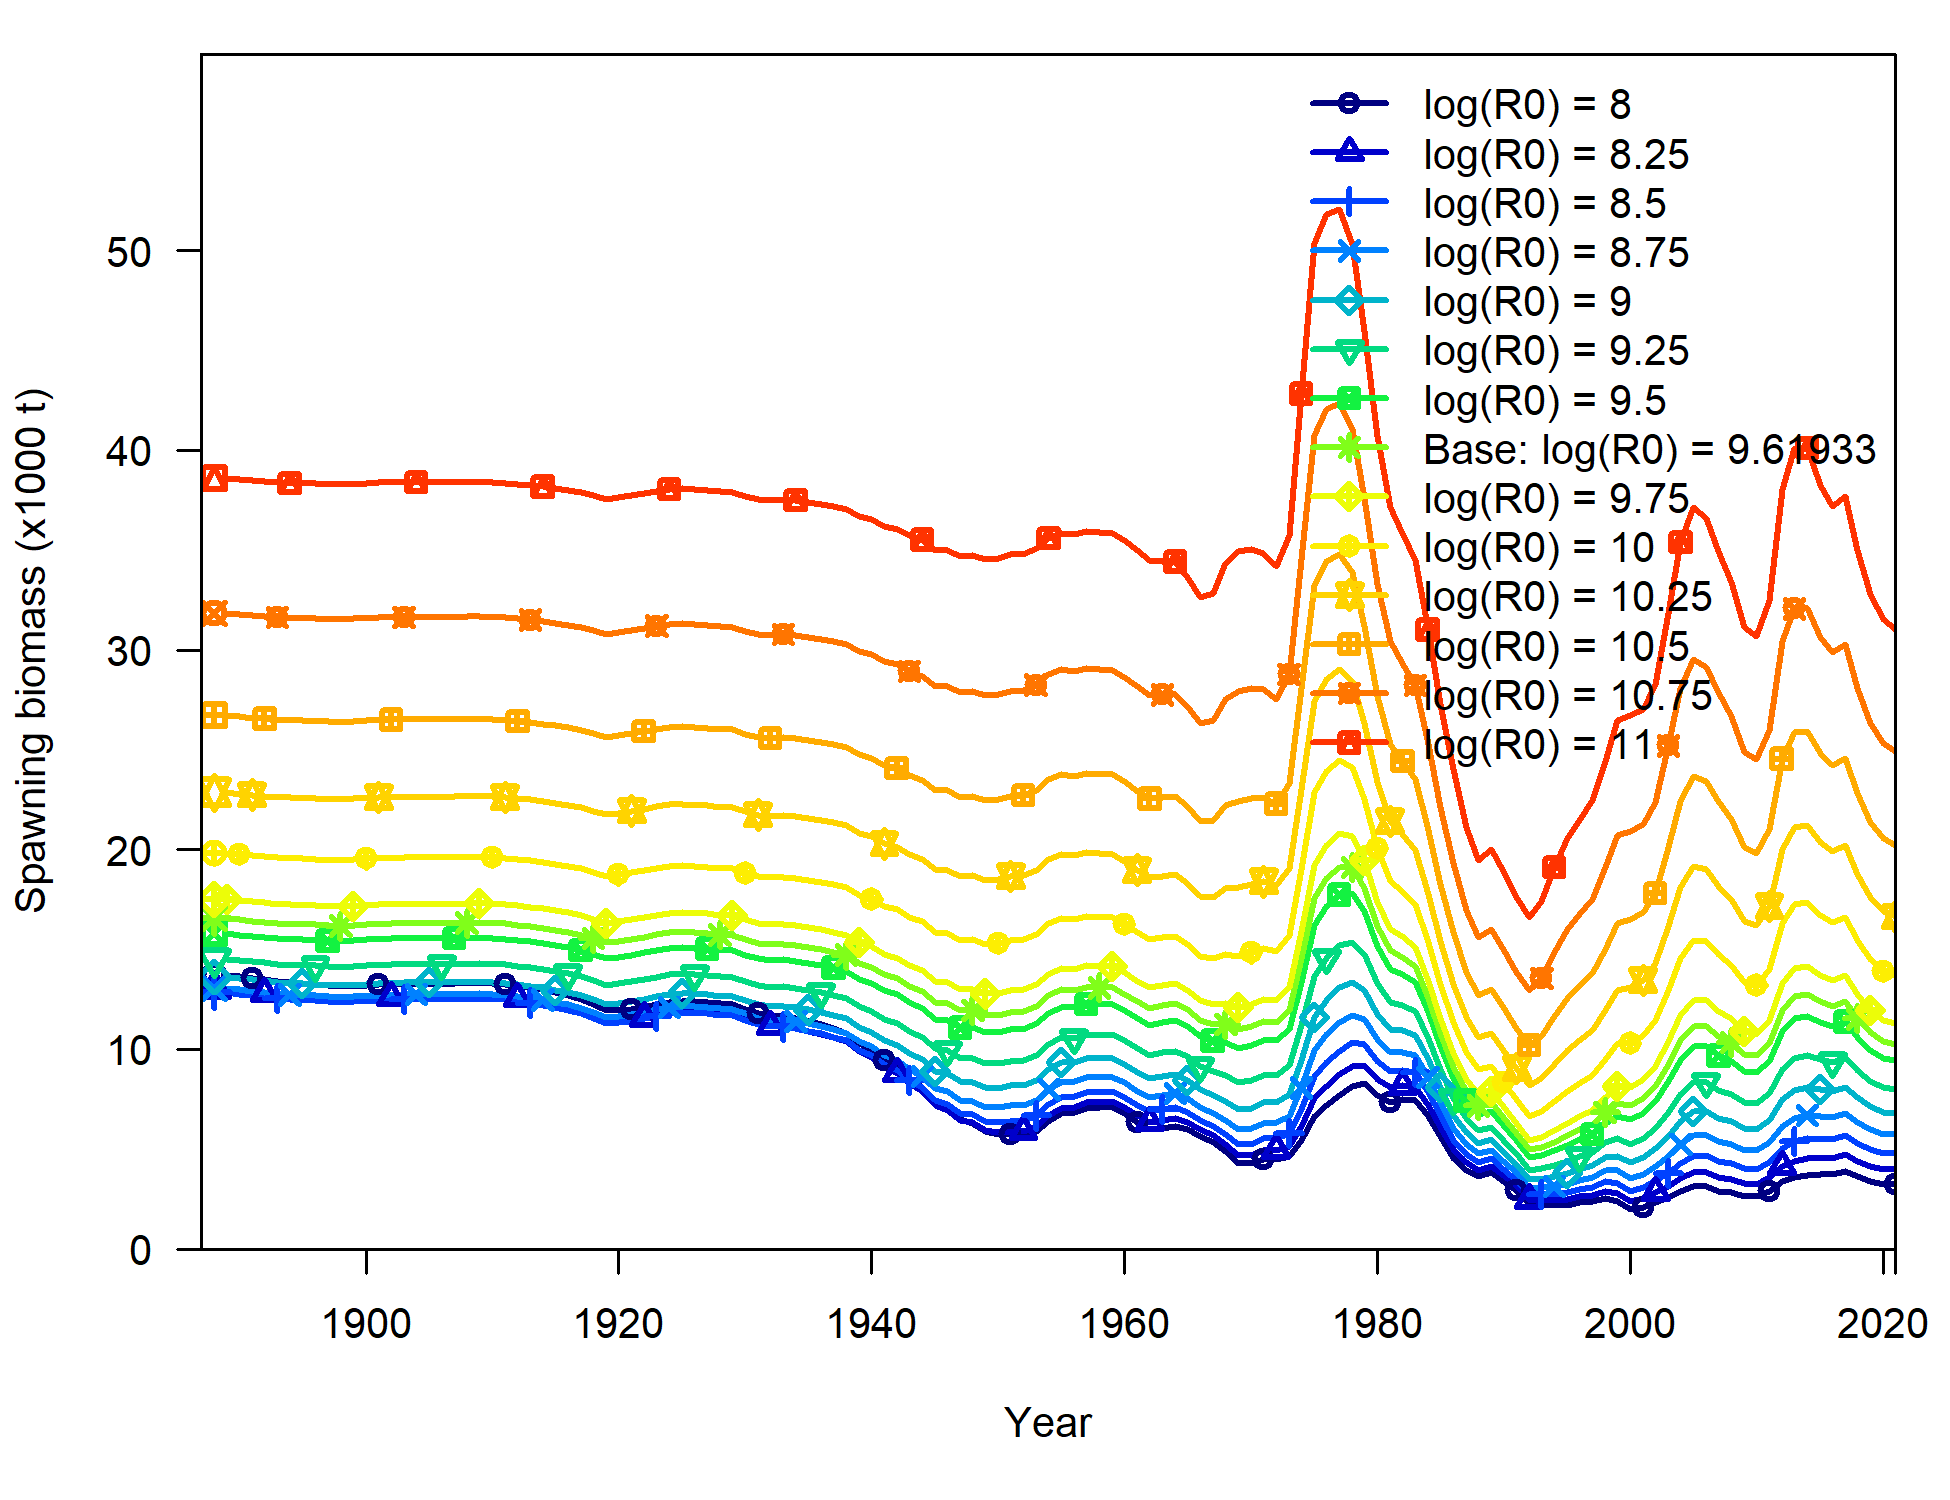 log(R0) = 8
log(R0) = 8.25
log(R0) = 8.5
log(R0) = 8.75
log(R0) = 9
log(R0) = 9.25
log(R0) = 9.5
Base: log(R0) = 9.61933
log(R0) = 9.75
log(R0) = 10
log(R0) = 10.25
log(R0) = 10.5
log(R0) = 10.75
log(R0) = 11
Spawning biomass (x1000 t)
50
40
30
20
10
0
1900 1920 1940 1960 1980 2000 2020
Year